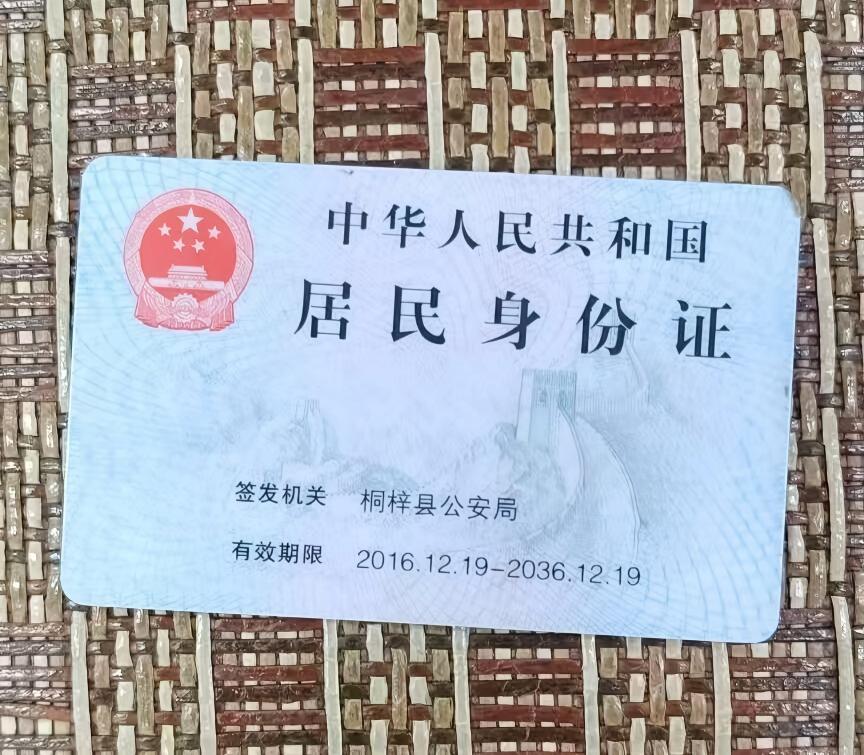 中华人民共和国
居民身份证
签发机关 桐梓县公安局
有效期限 2016.12.19-2036.12.19